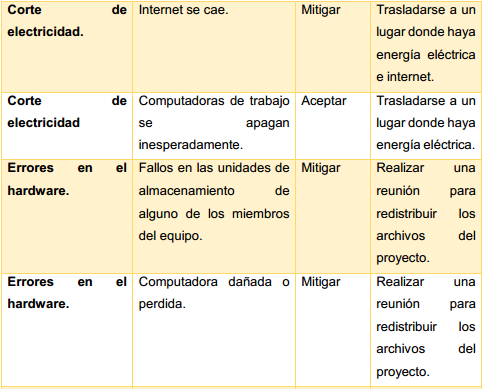 Corte de
electricidad.
Internet se cae.
Mitigar
Trasladarse a un
lugar donde haya
energía eléctrica
e internet.
Corte de
electricidad
Computadoras de trabajo
se apagan
inesperadamente.
Aceptar
Trasladarse a un
lugar donde haya
energía eléctrica.
Errores en el
hardware.
Fallos en las unidades de
almacenamiento de
alguno de los miembros
del equipo.
Mitigar
Realizar una
reunión para
redistribuir los
archivos del
proyecto.
Errores en el
hardware.
Computadora dañada o
perdida.
Mitigar
Realizar una
reunión para
redistribuir los
archivos del
proyecto.